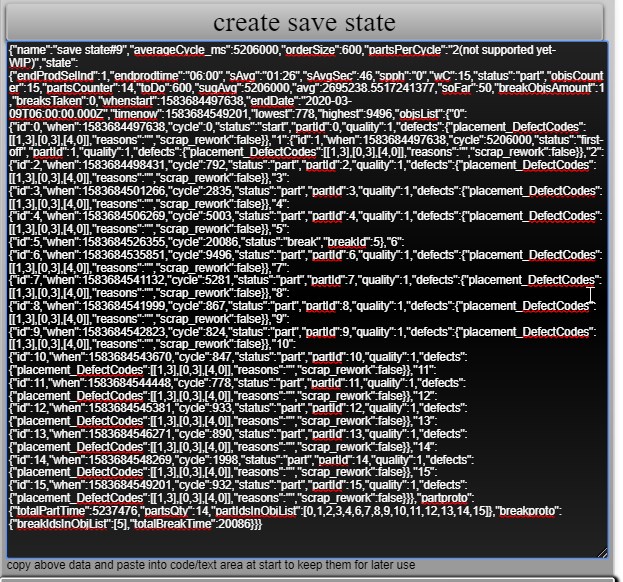 create save state
{"name":"save state#9","averageCycle_ms":5206000,"orderSize":600,"partsPerCycle":"2(not supported yet-
WIP)","state":
{"endProdSelInd":1,"endprodtime":"06:00","sAvg":"01:26","sAvgSec":46,"spph":"0","wC":15,"status":"part","objsCount
er":15,"partsCounter":14,"toDo":600,"sugAvg":5206000,"avg":2695238.5517241377,"soFar":50,"breakObjsAmount":1
,"breaksTaken":0,"whenstart":1583684497638,"endDate":"2020-03-
09T06:00:00.000Z","timenow":1583684549201,"lowest":778,"highest":9496,"objsList":{"0":
{"id":0,"when":1583684497638,"cycle":0,"status":"start","partId":0,"quality":1,"defects":{"placement_DefectCodes":
[[1,3],[0,3],[4,0]],"reasons":"","scrap_rework":false}},"1":{"id":1,"when":1583684497638,"cycle":5206000,"status":"first-
off","partId":1,"quality":1,"defects":{"placement_DefectCodes":[[1,3],[0,3],[4,0]],"reasons":"","scrap_rework":false}},"2":
{"id":2,"when":1583684498431,"cycle":792,"status":"part","partId":2,"quality":1,"defects":{"placement_DefectCodes":
[[1,3],[0,3],[4,0]],"reasons":"","scrap_rework":false}},"3":
{"id":3,"when":1583684501266,"cycle":2835,"status":"part","partId":3,"quality":1,"defects":{"placement_DefectCodes":
[[1,3],[0,3],[4,0]],"reasons":"","scrap_rework":false}},"4":
{"id":4,"when":1583684506269,"cycle":5003,"status":"part","partId":4,"quality":1,"defects":{"placement_DefectCodes":
[[1,3],[0,3],[4,0]],"reasons":"","scrap_rework":false}},"5":
{"id":5,"when":1583684526355,"cycle":20086,"status":"break","breakId":5},"6":
{"id":6,"when":1583684535851,"cycle":9496,"status":"part","partId":6,"quality":1,"defects":{"placement_DefectCodes":
[[1,3],[0,3],[4,0]],"reasons":"","scrap_rework":false}},"7":
{"id":7,"when":1583684541132,"cycle":5281,"status":"part","partId":7,"quality":1,"defects":{"placement_DefectCodes":
[[1,3],[0,3],[4,0]],"reasons":"","scrap_rework":false}},"8":
{"id":8,"when":1583684541999,"cycle":867,"status":"part","partId":8,"quality":1,"defects":{"placement_DefectCodes":
[[1,3],[0,3],[4,0]],"reasons":"","scrap_rework":false}},"9":
{"id":9,"when":1583684542823,"cycle":824,"status":"part","partId":9,"quality":1,"defects":{"placement_DefectCodes":
[[1,3],[0,3],[4,0]],"reasons":"","scrap_rework":false}},"10":
{"id":10,"when":1583684543670,"cycle":847,"status":"part","partId":10,"quality":1,"defects":
{"placement_DefectCodes":[[1,3],[0,3],[4,0]],"reasons":"","scrap_rework":false}},"11":
{"id":11,"when":1583684544448,"cycle":778,"status":"part","partId":11,"quality":1,"defects":
{"placement_DefectCodes":[[1,3],[0,3],[4,0]],"reasons":"","scrap_rework":false}},"12":
{"id":12,"when":1583684545381,"cycle":933,"status":"part","partId":12,"quality":1,"defects":
{"placement_DefectCodes":[[1,3],[0,3],[4,0]],"reasons":"","scrap_rework":false}},"13":
{"id":13,"when":1583684546271,"cycle":890,"status":"part","partId":13,"quality":1,"defects":
{"placement_DefectCodes":[[1,3],[0,3],[4,0]],"reasons":"","scrap_rework":false}},"14":
{"id":14,"when":1583684548269,"cycle":1998,"status":"part","partId":14,"quality":1,"defects":
{"placement_DefectCodes":[[1,3],[0,3],[4,0]],"reasons":"","scrap_rework":false}},"15":
{"id":15,"when":1583684549201,"cycle":932,"status":"part","partId":15,"quality":1,"defects":
{"placement_DefectCodes":[[1,3],[0,3],[4,0]],"reasons":"","scrap_rework":false}}},"partproto":
{"totalPartTime":5237476,"partsQty":14,"partIdsInObjList":[0,1,2,3,4,6,7,8,9,10,11,12,13,14,15]},"breakproto":
{"breakIdsInObjList":[5],"totalBreakTime":20086}}}
copy above data and paste into code/text area at start to keep them for later use